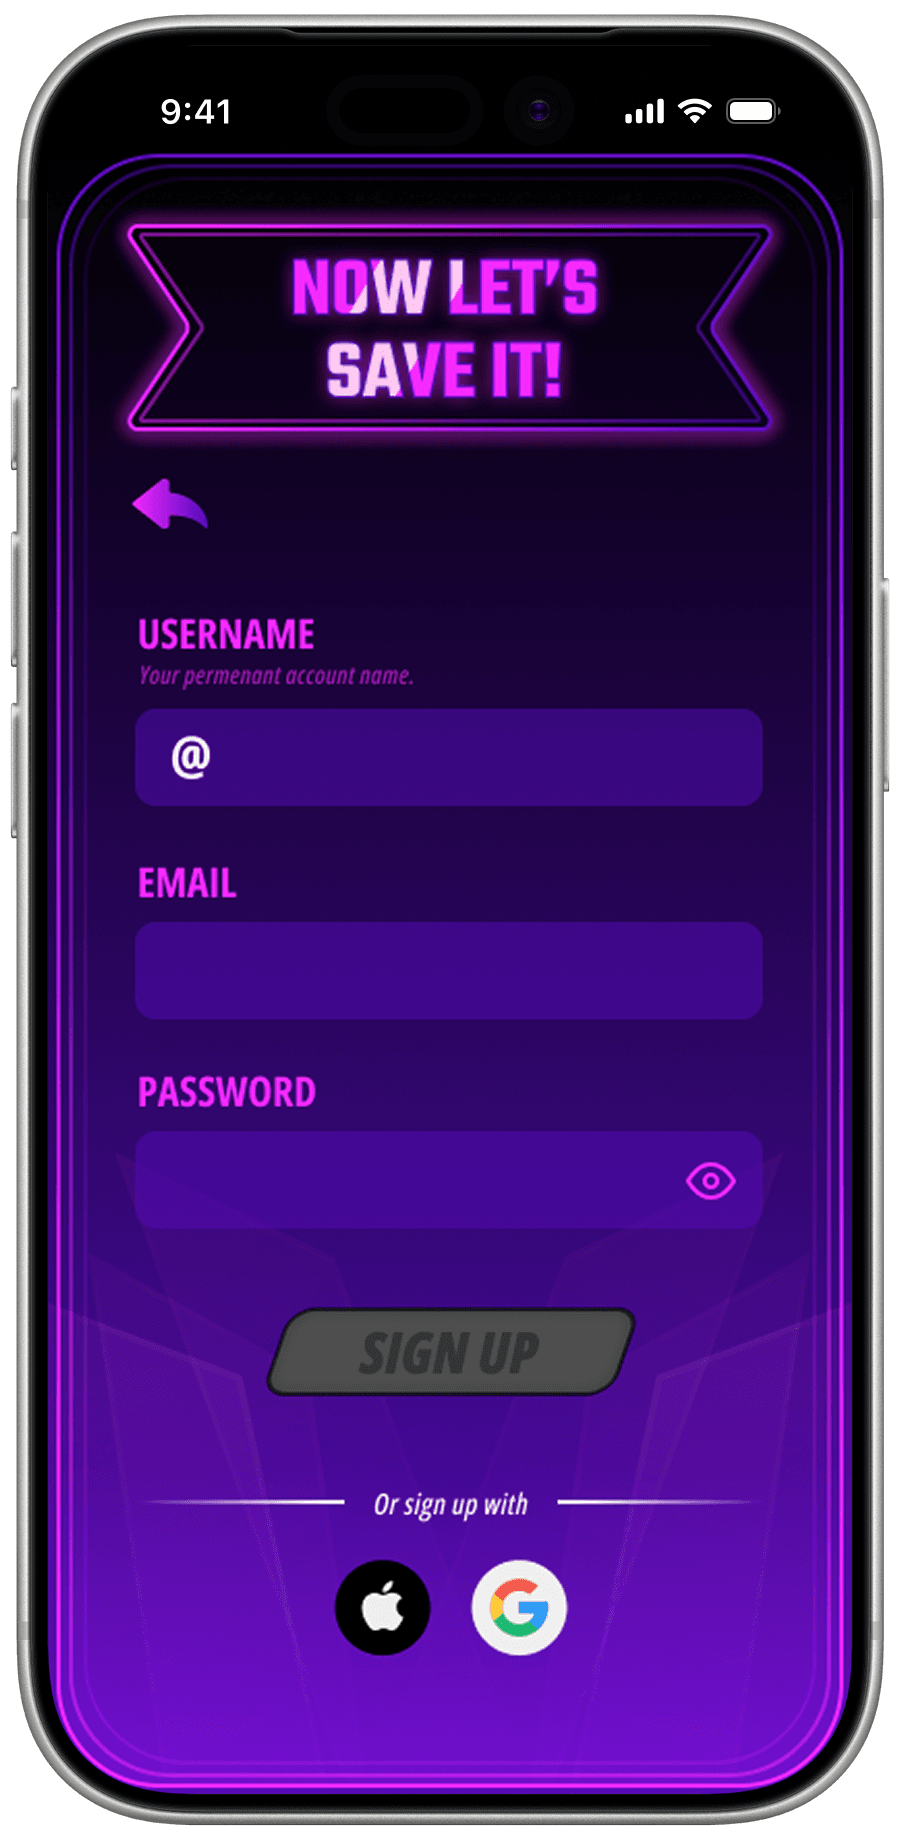 9:41
NOW LET'S
SAVE IT!
USERNAME
Your permenant account name.
@
EMAIL
PASSWORD
SIGN UP
Or sign up with